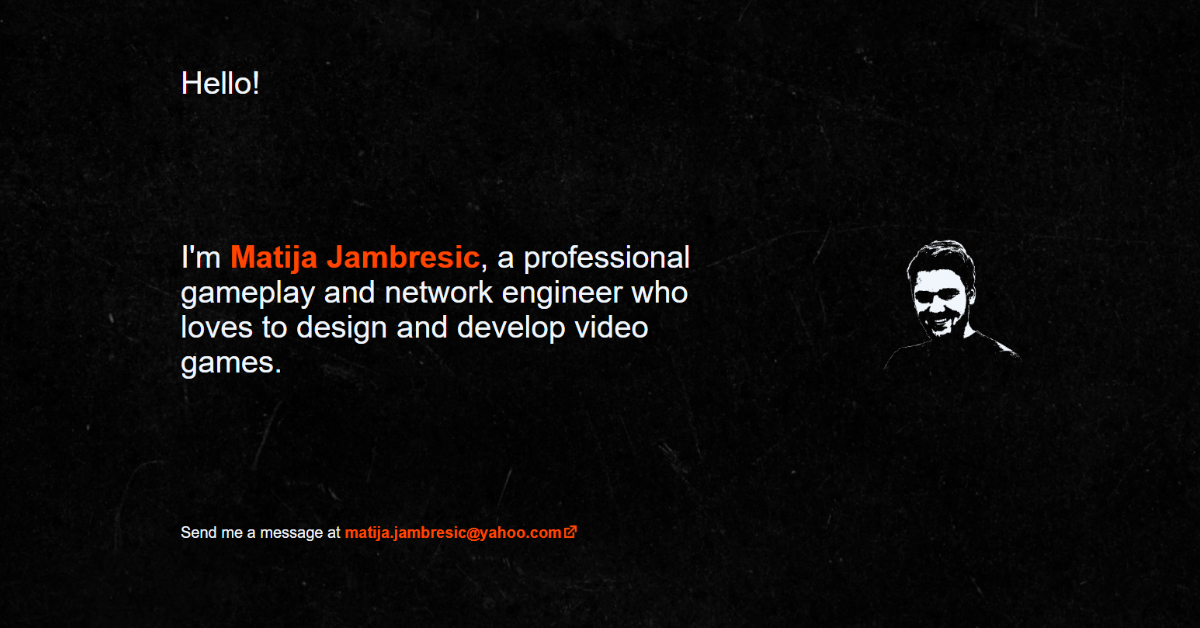 Hello!
I'm Matija Jambresic, a professional
gameplay and network engineer who
loves to design and develop video
games.
Send me a message at matija.jambresic@yahoo.com